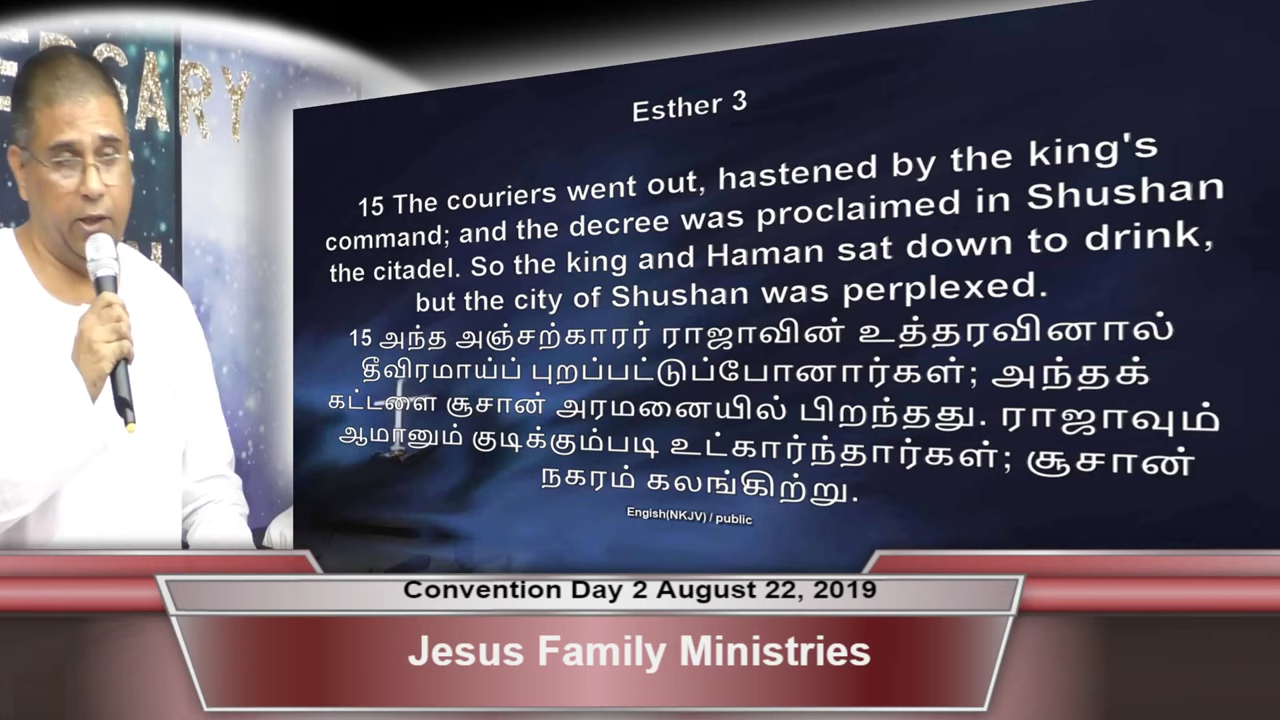 ARY
Esther 3
15 The couriers went out, hastened by the king's
command; and the decree was proclaimed in Shushan
the citadel. So the king and Haman sat down to drink,
but the city of Shushan was perplexed.
15 அந்த அஞ்சற்காரர் ராஜாவின் உத்தரவினால்
தீவிரமாய்ப் புறப்பட்டுப்போனார்கள்; அந்தக்
கட்டளை சூசான் அரமனையில் பிறந்தது. ராஜாவும்
ஆமானும் குடிக்கும்படி உட்கார்ந்தார்கள்; சூசான்
நகரம் கலங்கிற்று.
Engish(NKJV) / public
Convention Day 2 August 22, 2019
Jesus Family Ministries